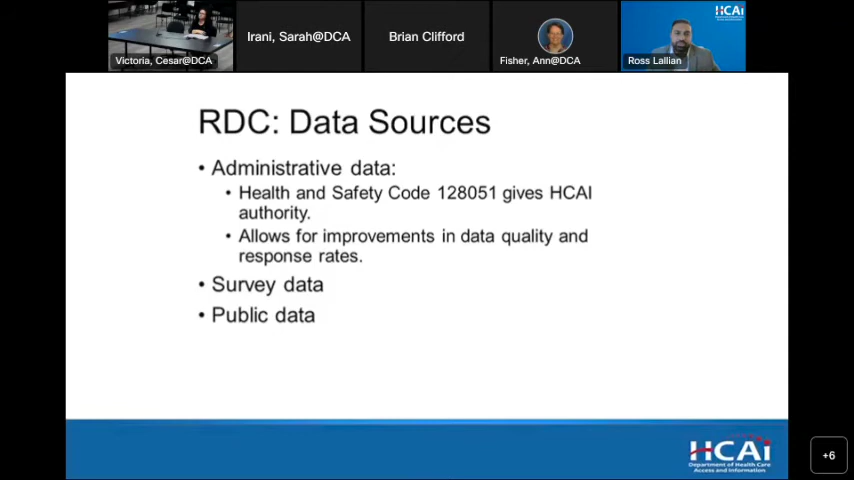 Victoria, Cesar@DCA
Irani, Sarah@DCA
Brian Clifford
Fisher, Ann@DCA
HCAi
Ross Lallian
RDC: Data Sources
• Administrative data:
• Health and Safety Code 128051 gives HCAI
authority.
• Allows for improvements in data quality and
response rates.
• Survey data
• Public data
HCAi
Department of Health Care
Access and Information
+6